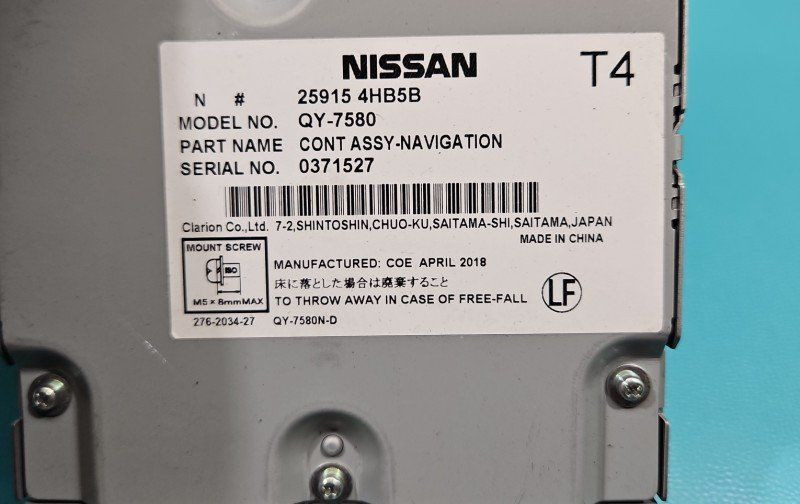 NISSAN
T4
N # 25915 4HB5B
MODEL NO. QY-7580
PART NAME CONT ASSY-NAVIGATION
SERIAL NO. 0371527
Clarion Co.,Ltd. 7-2,SHINTOSHIN,CHUO-KU,SAITAMA-SHI,SAITAMA,JAPAN
MADE IN CHINA
MOUNT SCREW
ISO
M5 × 8mmMAX
MANUFACTURED: COE APRIL 2018
床に落とした場合は廃棄すること
TO THROW AWAY IN CASE OF FREE-FALL
LF
276-2034-27 QY-7580N-D